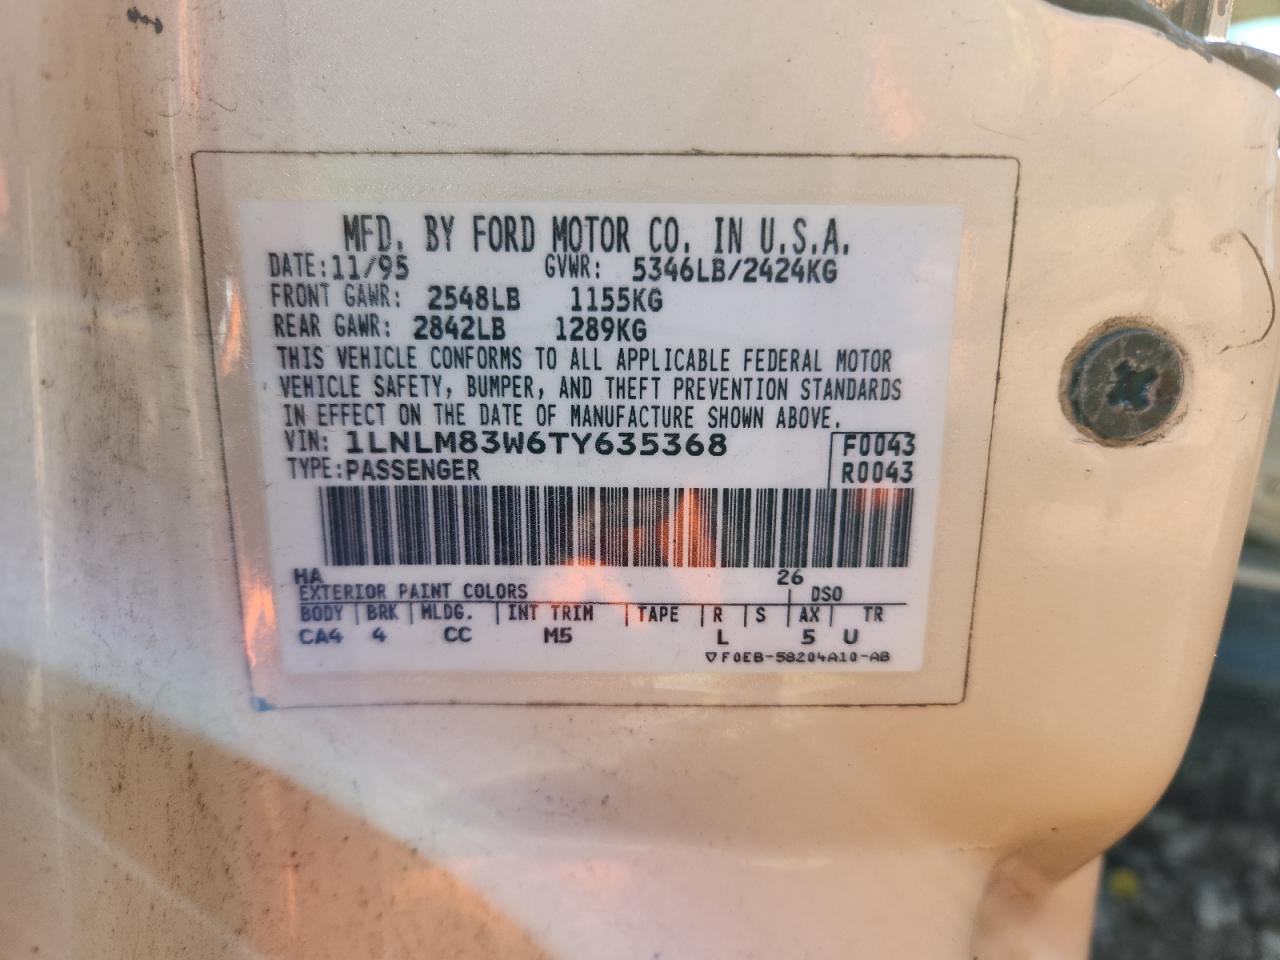 MFD. BY FORD MOTOR CO. IN U.S.A.
DATE: 11/95 GVWR: 5346LB/2424KG
FRONT GAWR: 2548LB 1155KG
REAR GAWR: 2842LB 1289KG
THIS VEHICLE CONFORMS TO ALL APPLICABLE FEDERAL MOTOR
VEHICLE SAFETY, BUMPER, AND THEFT PREVENTION STANDARDS
IN EFFECT ON THE DATE OF MANUFACTURE SHOWN ABOVE.
VIN: 1LNLM83W6TY635368 F0043
TYPE: PASSENGER R0043
HA 26
EXTERIOR PAINT COLORS DSO
BODY BRK MLDG. INT TRIM TAPE R S AX TR
CA4 4 CC M5 L 5 U
▽F0EB-58204A10-AB